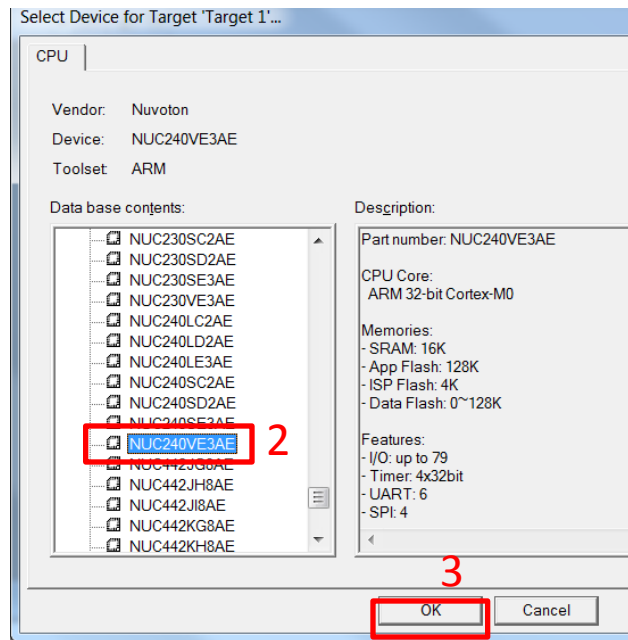 Select Device for Target 'Target 1'...
CPU
Vendor: Nuvoton
Device: NUC240VE3AE
Toolset: ARM
Data base contents:
NUC230SC2AE
NUC230SD2AE
NUC230SE3AE
NUC230VE3AE
NUC240LC2AE
NUC240LD2AE
NUC240LE3AE
NUC240SC2AE
NUC240SD2AE
NUC240SE3AE
NUC240VE3AE
2
NUC442JG8AE
NUC442JH8AE
NUC442JI8AE
NUC442KG8AE
NUC442KH8AE
Description:
Part number: NUC240VE3AE
CPU Core:
ARM 32-bit Cortex-M0
Memories:
- SRAM: 16K
- App Flash: 128K
- ISP Flash: 4K
- Data Flash: 0~128K
Features:
- I/O: up to 79
- Timer: 4x32bit
- UART: 6
- SPI: 4
3
OK
Cancel